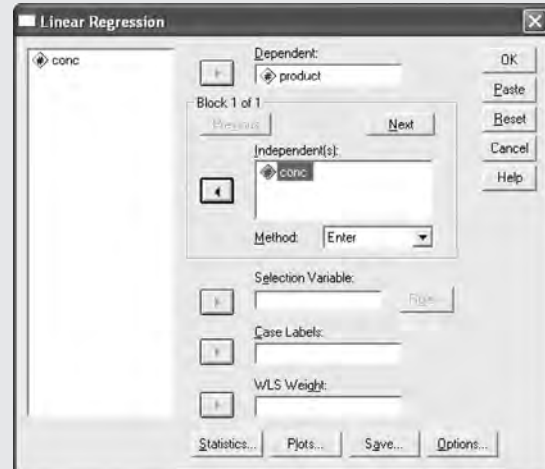 Linear Regression
conc
Dependent:
product
Block 1 of 1
Previous
Next
Independent(s):
conc
Method:
Enter
Selection Variable:
Rule...
Case Labels:
WLS Weight:
Statistics...
Plots...
Save...
Options...
OK
Paste
Reset
Cancel
Help